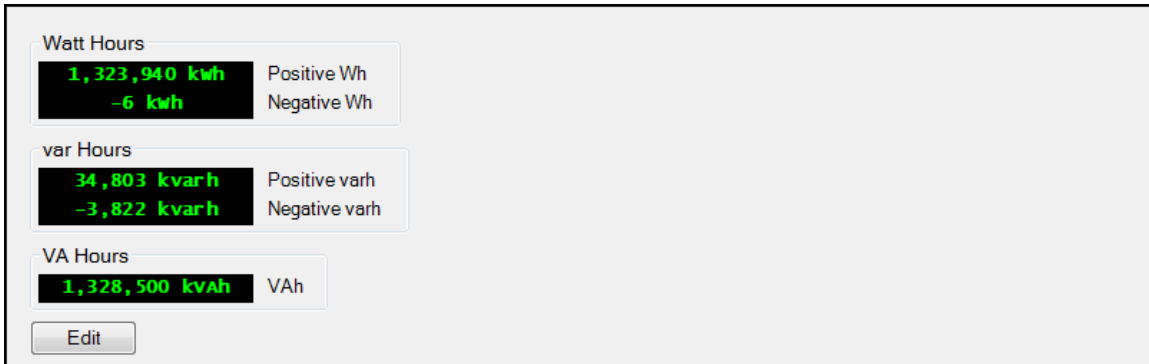 Watt Hours
1,323,940 kWh Positive Wh
-6 kWh Negative Wh
var Hours
34,803 kvarh Positive varh
-3,822 kvarh Negative varh
VA Hours
1,328,500 kVAh VAh
Edit